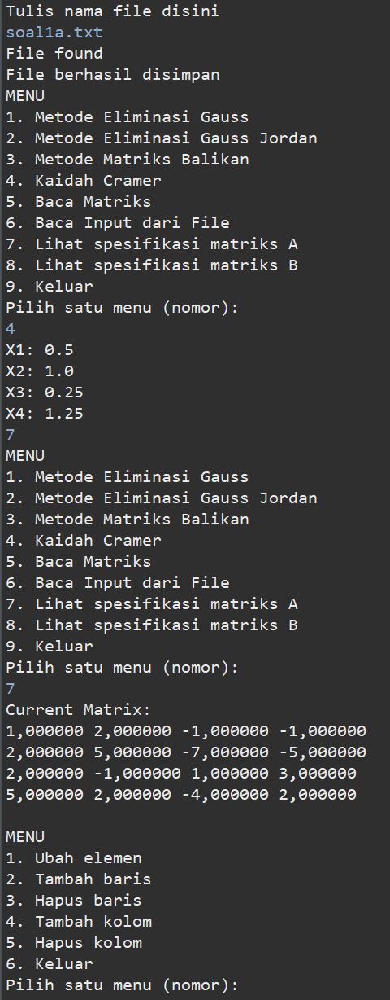 Tulis nama file disini
soal1a.txt
File found
File berhasil disimpan
MENU
1. Metode Eliminasi Gauss
2. Metode Eliminasi Gauss Jordan
3. Metode Matriks Balikan
4. Kaidah Cramer
5. Baca Matriks
6. Baca Input dari File
7. Lihat spesifikasi matriks A
8. Lihat spesifikasi matriks B
9. Keluar
Pilih satu menu (nomor):
4
X1: 0.5
X2: 1.0
X3: 0.25
X4: 1.25
7
MENU
1. Metode Eliminasi Gauss
2. Metode Eliminasi Gauss Jordan
3. Metode Matriks Balikan
4. Kaidah Cramer
5. Baca Matriks
6. Baca Input dari File
7. Lihat spesifikasi matriks A
8. Lihat spesifikasi matriks B
9. Keluar
Pilih satu menu (nomor):
7
Current Matrix:
1,000000 2,000000 -1,000000 -1,000000
2,000000 5,000000 -7,000000 -5,000000
2,000000 -1,000000 1,000000 3,000000
5,000000 2,000000 -4,000000 2,000000
MENU
1. Ubah elemen
2. Tambah baris
3. Hapus baris
4. Tambah kolom
5. Hapus kolom
6. Keluar
Pilih satu menu (nomor):